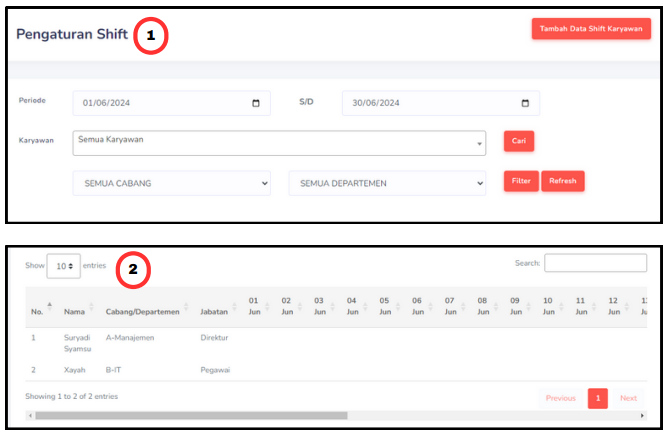 Pengaturan Shift 1 Tambah Data Shift Karyawan
Periode 01/06/2024 S/D 30/06/2024
Karyawan Semua Karyawan Cari
SEMUA CABANG SEMUA DEPARTEMEN Filter Refresh
Show 10 entries 2 Search:
No. Nama Cabang/Departemen Jabatan 01 Jun 02 Jun 03 Jun 04 Jun 05 Jun 06 Jun 07 Jun 08 Jun 09 Jun 10 Jun 11 Jun 12 Jun
1 Suryadi Syamsu A-Manajemen Direktur
2 Xayah B-IT Pegawai
Showing 1 to 2 of 2 entries Previous 1 Next